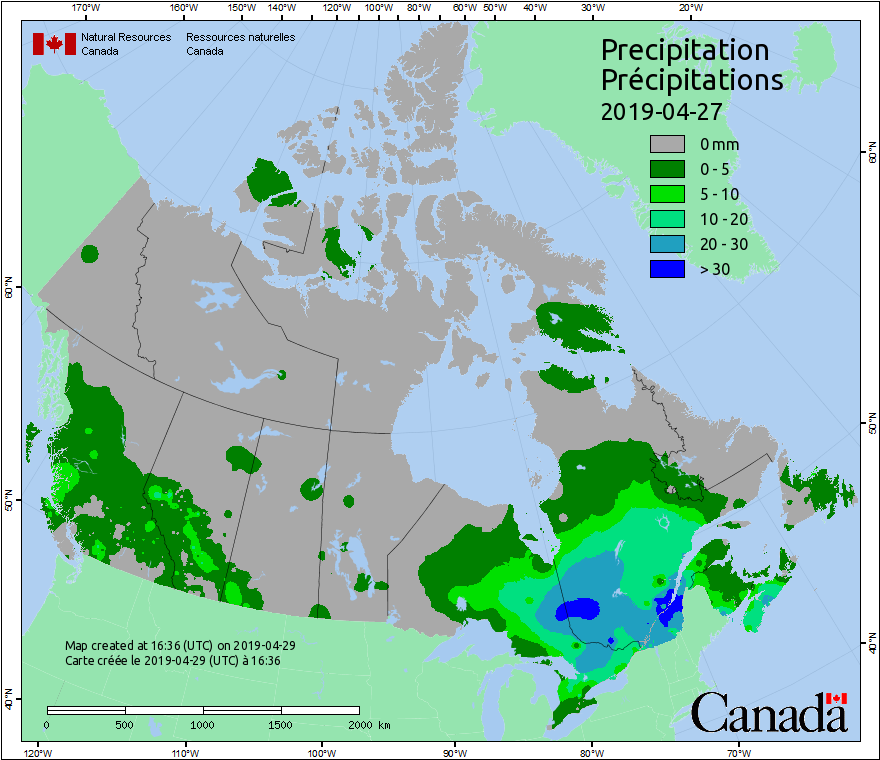 170°W 160°W 150°W 140°W 120°W 100°W 80°W 60°W 50°W 40°W 30°W 20°W
Natural Resources Ressources naturelles
Canada Canada
Precipitation
Précipitations
2019-04-27
0 mm
0 - 5
5 - 10
10 - 20
20 - 30
> 30
60°N
60°N
50°N
50°N
40°N
40°N
Map created at 16:36 (UTC) on 2019-04-29
Carte créée le 2019-04-29 (UTC) à 16:36
0 500 1000 1500 2000 km
Canada
120°W 110°W 100°W 90°W 80°W 70°W